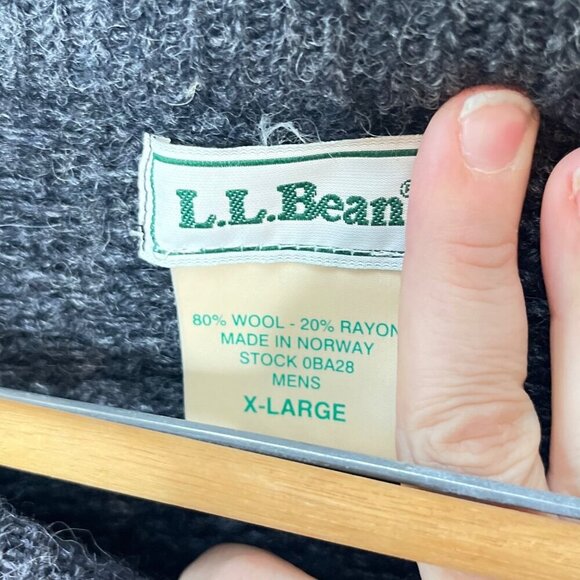 L.L.Bean®
80% WOOL - 20% RAYON
MADE IN NORWAY
STOCK 0BA28
MENS
X-LARGE